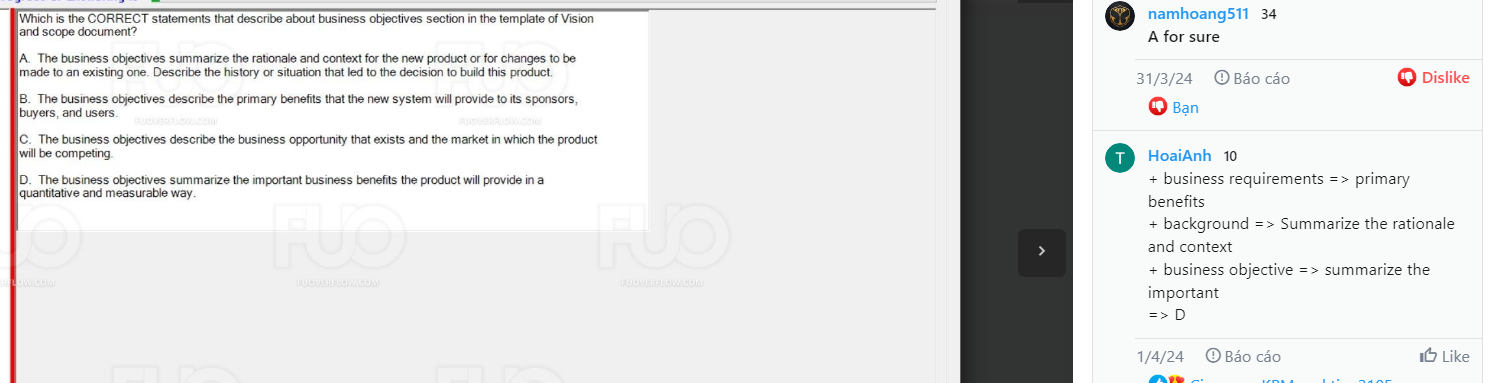 Which is the CORRECT statements that describe about business objectives section in the template of Vision
and scope document?
A. The business objectives summarize the rationale and context for the new product or for changes to be
made to an existing one. Describe the history or situation that led to the decision to build this product.
B. The business objectives describe the primary benefits that the new system will provide to its sponsors,
buyers, and users.
C. The business objectives describe the business opportunity that exists and the market in which the product
will be competing.
D. The business objectives summarize the important business benefits the product will provide in a
quantitative and measurable way.
FUOVERFLOW.COM
FUOVERFLOW.COM
FUO
FUO
FUOVERFLOW.COM
FUOVERFLOW.COM
namhoang511 34
A for sure
31/3/24 Báo cáo Dislike
Bạn
T HoaiAnh 10
+ business requirements => primary
benefits
+ background => Summarize the rationale
and context
+ business objective => summarize the
important
=> D
1/4/24 Báo cáo Like